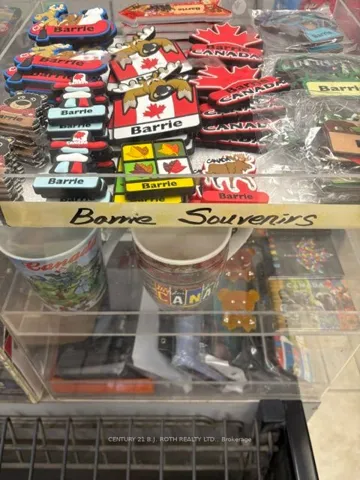 Barrie
CANADA
Barrie
CANADA
Barrie
Barrie
Barrie
CANADA
Barrie
Barrie
Barrie Souvenirs
Canada
CANA
CENTURY 21 B.J. ROTH REALTY LTD., Brokerage